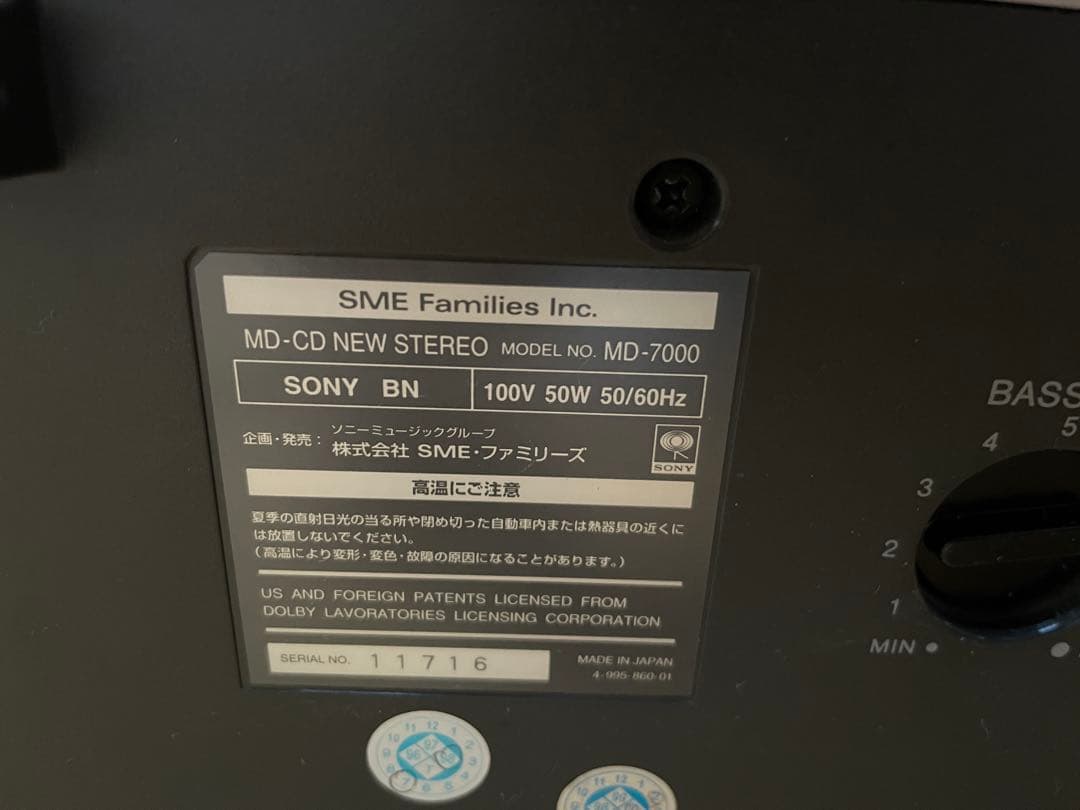 SME Families Inc.
MD-CD NEW STEREO MODEL NO. MD-7000
SONY BN
100V 50W 50/60Hz
企画・発売：
ソニーミュージックグループ
株式会社 SME・ファミリーズ
SONY
高温にご注意
夏季の直射日光の当る所や閉め切った自動車内または熱器具の近くに
は放置しないでください。
（高温により変形・変色・故障の原因になることがあります。）
US AND FOREIGN PATENTS LICENSED FROM
DOLBY LAVORATORIES LICENSING CORPORATION
SERIAL NO. 11716
MADE IN JAPAN
4-995-860-01
BASS
5
4
3
2
1
MIN